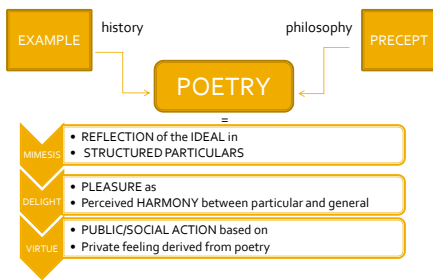 EXAMPLE
history
philosophy
PRECEPT
POETRY
=
MIMESIS
• REFLECTION of the IDEAL in
• STRUCTURED PARTICULARS
DELIGHT
• PLEASURE as
• Perceived HARMONY between particular and general
VIRTUE
• PUBLIC/SOCIAL ACTION based on
• Private feeling derived from poetry